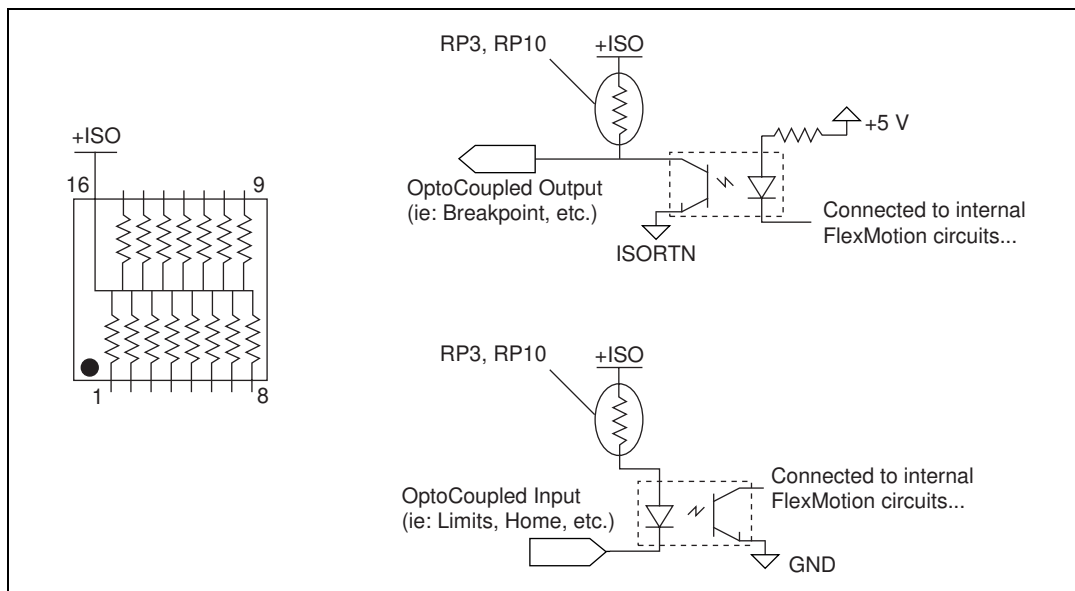 +ISO
16
9
1
8
RP3, RP10
+ISO
+5 V
OptoCoupled Output
(ie: Breakpoint, etc.)
ISORTN
Connected to internal
FlexMotion circuits...
RP3, RP10
+ISO
OptoCoupled Input
(ie: Limits, Home, etc.)
Connected to internal
FlexMotion circuits...
GND